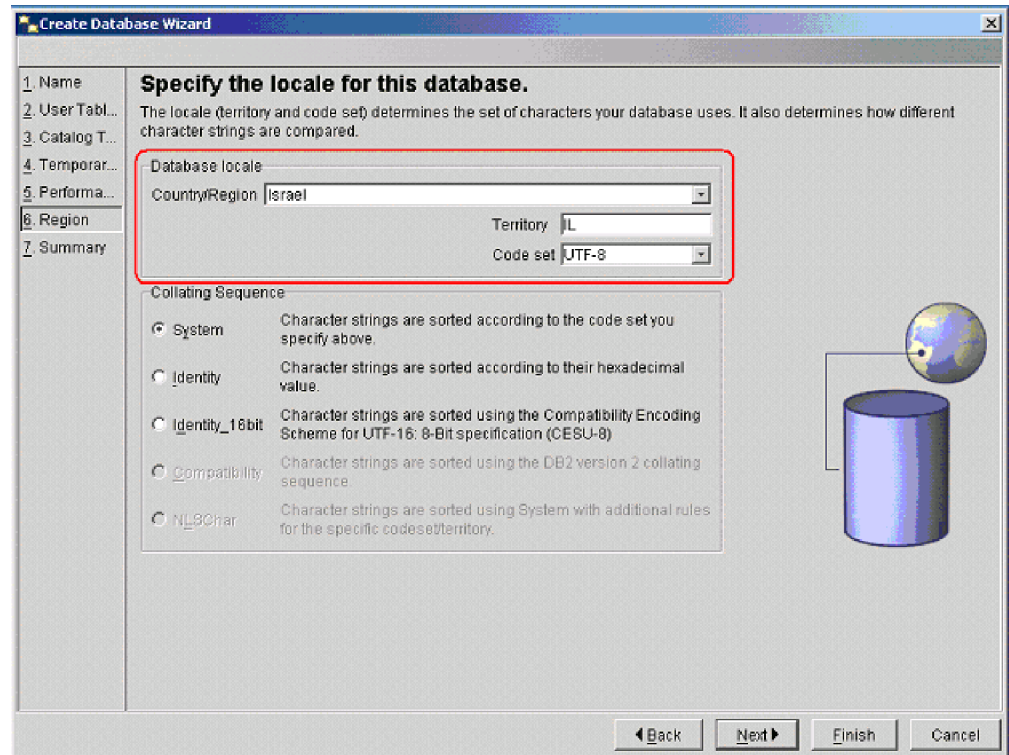 Create Database Wizard
1. Name
2. User Tabl...
3. Catalog T...
4. Temporar...
5. Performa...
6. Region
7. Summary
Specify the locale for this database.
The locale (territory and code set) determines the set of characters your database uses. It also determines how different
character strings are compared.
Database locale
Country/Region Israel
Territory IL
Code set UTF-8
Collating Sequence
System
Character strings are sorted according to the code set you
specify above.
Identity
Character strings are sorted according to their hexadecimal
value.
Identity_16bit
Character strings are sorted using the Compatibility Encoding
Scheme for UTF-16: 8-Bit specification (CESU-8)
Compatibility
Character strings are sorted using the DB2 version 2 collating
sequence.
NLSChar
Character strings are sorted using System with additional rules
for the specific codeset/territory.
Back
Next
Finish
Cancel